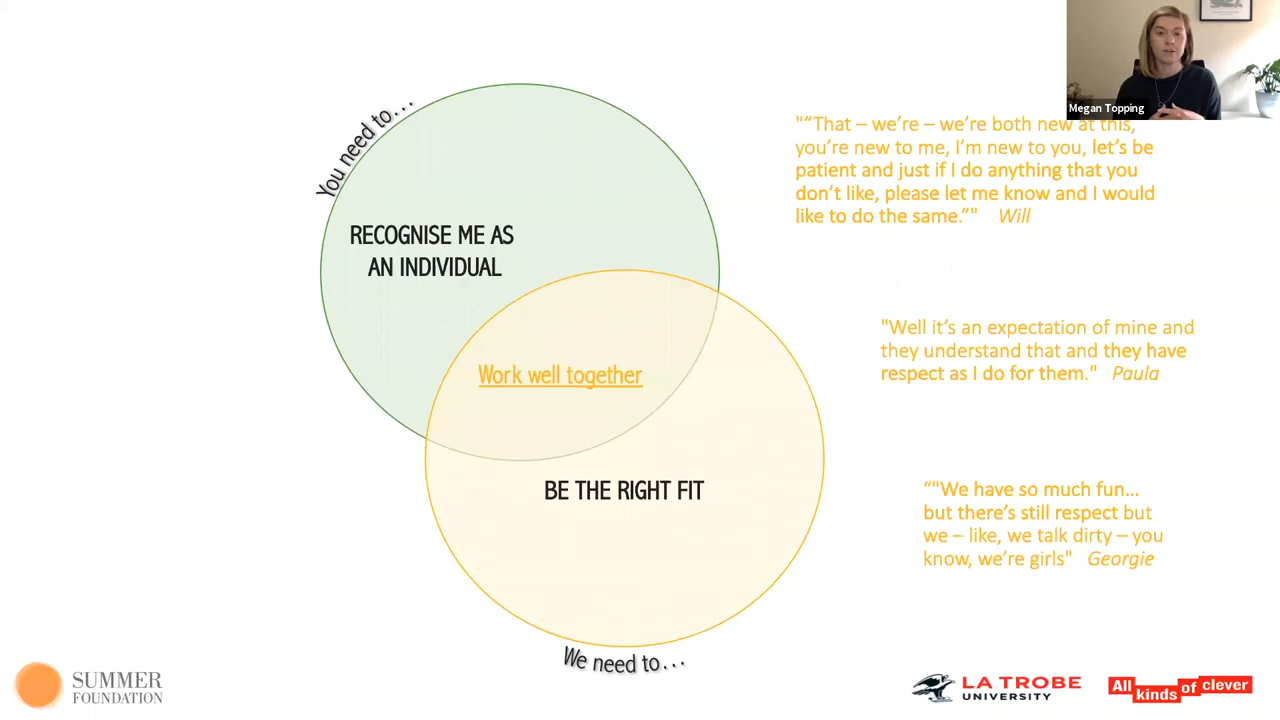 Megan Topping
You need to...
RECOGNISE ME AS
AN INDIVIDUAL
Work well together
BE THE RIGHT FIT
We need to...
"“That – we’re – we’re both new at this,
you’re new to me, I’m new to you, let’s be
patient and just if I do anything that you
don’t like, please let me know and I would
like to do the same.”" Will
"Well it’s an expectation of mine and
they understand that and they have
respect as I do for them." Paula
“"We have so much fun…
but there’s still respect but
we – like, we talk dirty – you
know, we’re girls" Georgie
SUMMER
FOUNDATION
LA TROBE
UNIVERSITY
All kinds of clever